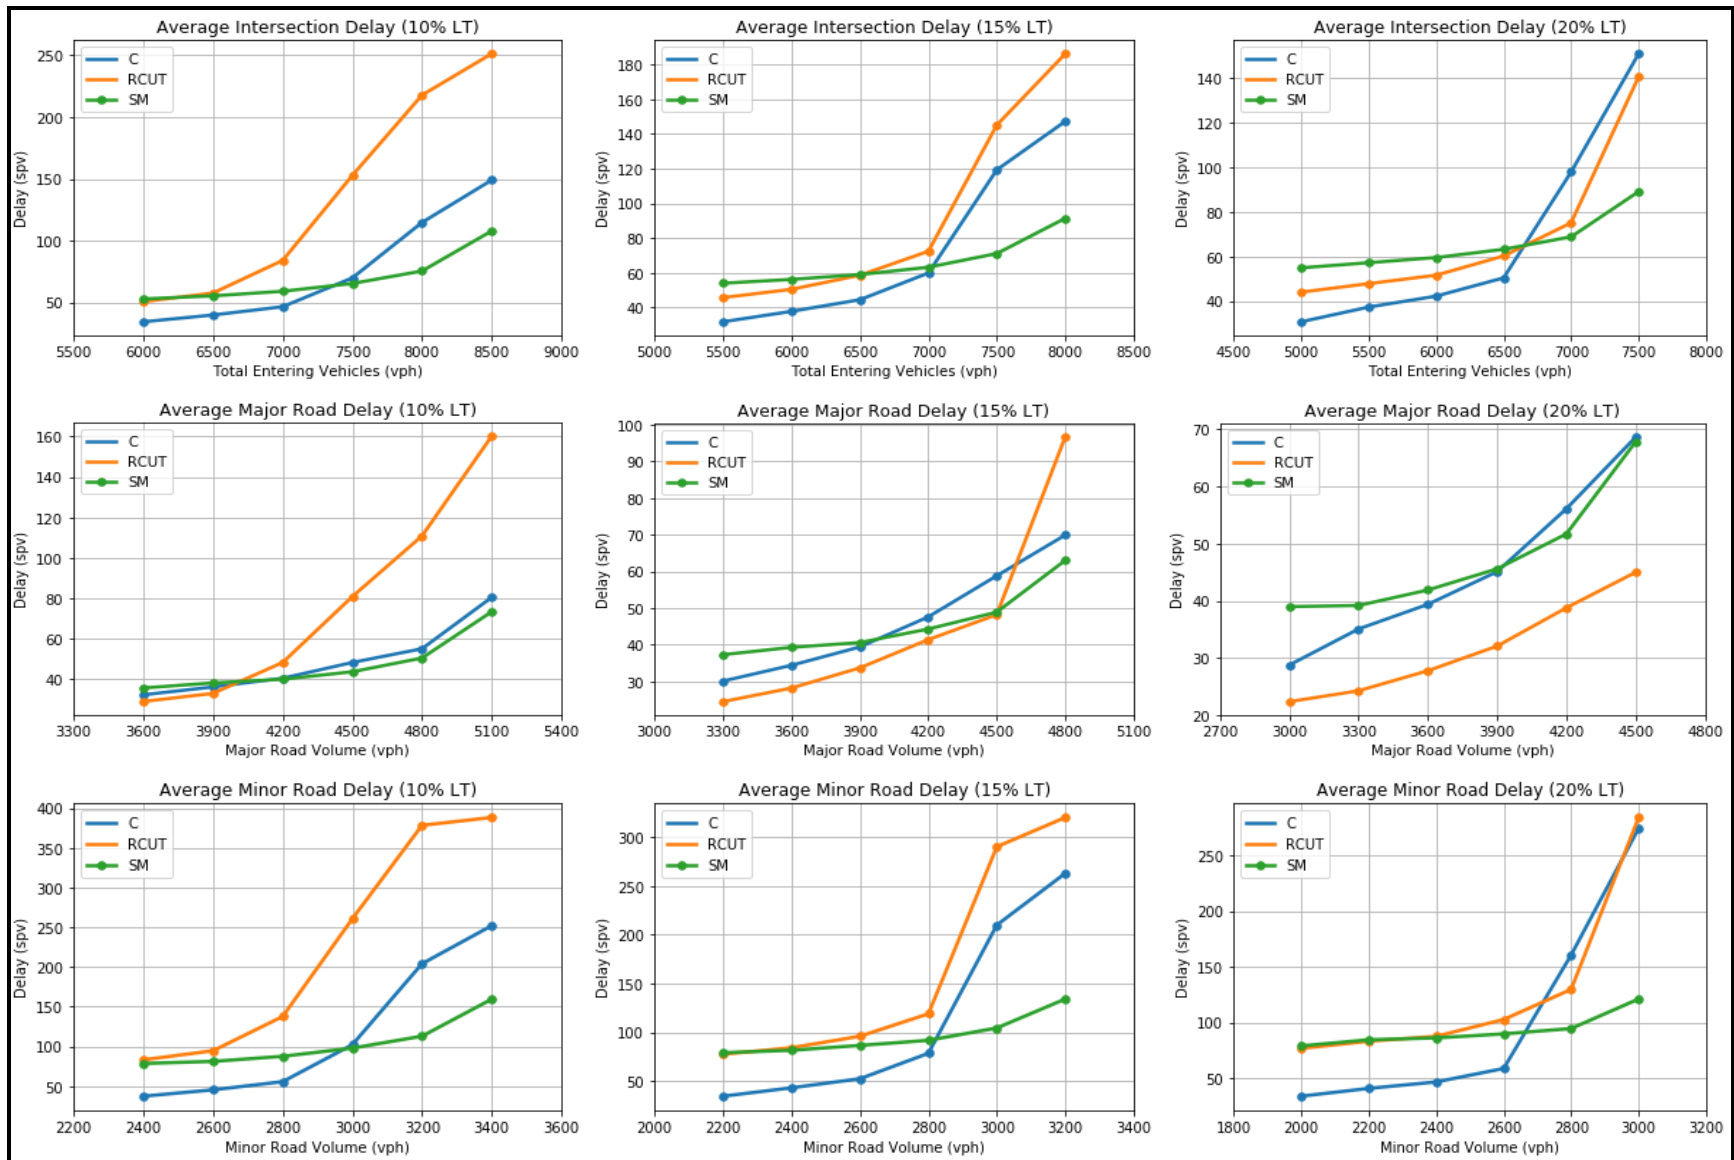 Average Intersection Delay (10% LT)
C
RCUT
SM
Delay (spv)
250
200
150
100
50
5500 6000 6500 7000 7500 8000 8500 9000
Total Entering Vehicles (vph)
Average Intersection Delay (15% LT)
C
RCUT
SM
Delay (spv)
180
160
140
120
100
80
60
40
5000 5500 6000 6500 7000 7500 8000 8500
Total Entering Vehicles (vph)
Average Intersection Delay (20% LT)
C
RCUT
SM
Delay (spv)
140
120
100
80
60
40
4500 5000 5500 6000 6500 7000 7500 8000
Total Entering Vehicles (vph)
Average Major Road Delay (10% LT)
C
RCUT
SM
Delay (spv)
160
140
120
100
80
60
40
3300 3600 3900 4200 4500 4800 5100 5400
Major Road Volume (vph)
Average Major Road Delay (15% LT)
C
RCUT
SM
Delay (spv)
100
90
80
70
60
50
40
30
3000 3300 3600 3900 4200 4500 4800 5100
Major Road Volume (vph)
Average Major Road Delay (20% LT)
C
RCUT
SM
Delay (spv)
70
60
50
40
30
20
2700 3000 3300 3600 3900 4200 4500 4800
Major Road Volume (vph)
Average Minor Road Delay (10% LT)
C
RCUT
SM
Delay (spv)
400
350
300
250
200
150
100
50
2200 2400 2600 2800 3000 3200 3400 3600
Minor Road Volume (vph)
Average Minor Road Delay (15% LT)
C
RCUT
SM
Delay (spv)
300
250
200
150
100
50
2000 2200 2400 2600 2800 3000 3200 3400
Minor Road Volume (vph)
Average Minor Road Delay (20% LT)
C
RCUT
SM
Delay (spv)
250
200
150
100
50
1800 2000 2200 2400 2600 2800 3000 3200
Minor Road Volume (vph)